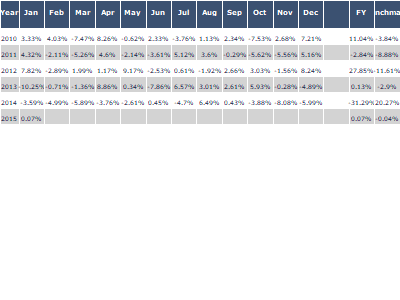 Year Jan Feb Mar Apr May Jun Jul Aug Sep Oct Nov Dec FY nchma
2010 3.33% 4.03% -7.47% 8.26% -0.62% 2.33% -3.76% 1.13% 2.34% -7.53% 2.68% 7.21% 11.04% -3.84%
2011 4.32% -2.11% -5.26% 4.6% -2.14% -3.61% 5.12% 3.6% -0.29% -5.62% -5.56% 5.16% -2.84% -8.88%
2012 7.82% -2.89% 1.99% 1.17% 9.17% -2.53% 0.61% -1.92% 2.66% 3.03% -1.56% 8.24% 27.85% -11.61%
2013 -10.25% -0.71% -1.36% 8.86% 0.34% -7.86% 6.57% 3.01% 2.61% 5.93% -0.28% -4.89% 0.13% -2.9%
2014 -3.59% -4.99% -5.89% -3.76% -2.61% 0.45% -4.7% 6.49% 0.43% -3.88% -8.08% -5.99% -31.29% 20.27%
2015 0.07% 0.07% -0.04%